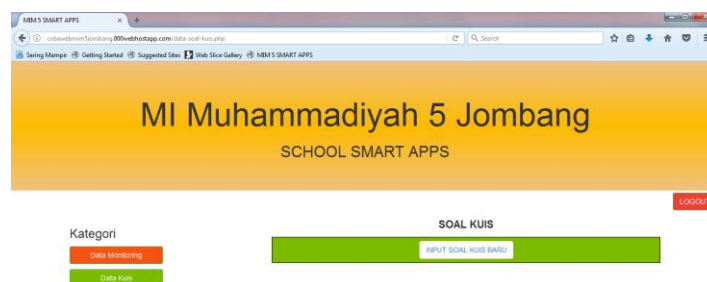 MIM 5 SMART APPS
cobawebmim5jombang.000webhostapp.com/data-soal-kuis.php
Search
Sering Mampir Getting Started Suggested Sites Web Slice Gallery MIM 5 SMART APPS
MI Muhammadiyah 5 Jombang
SCHOOL SMART APPS
LOGOUT
SOAL KUIS
Kategori
INPUT SOAL KUIS BARU
Data Monitoring
Data Kuis